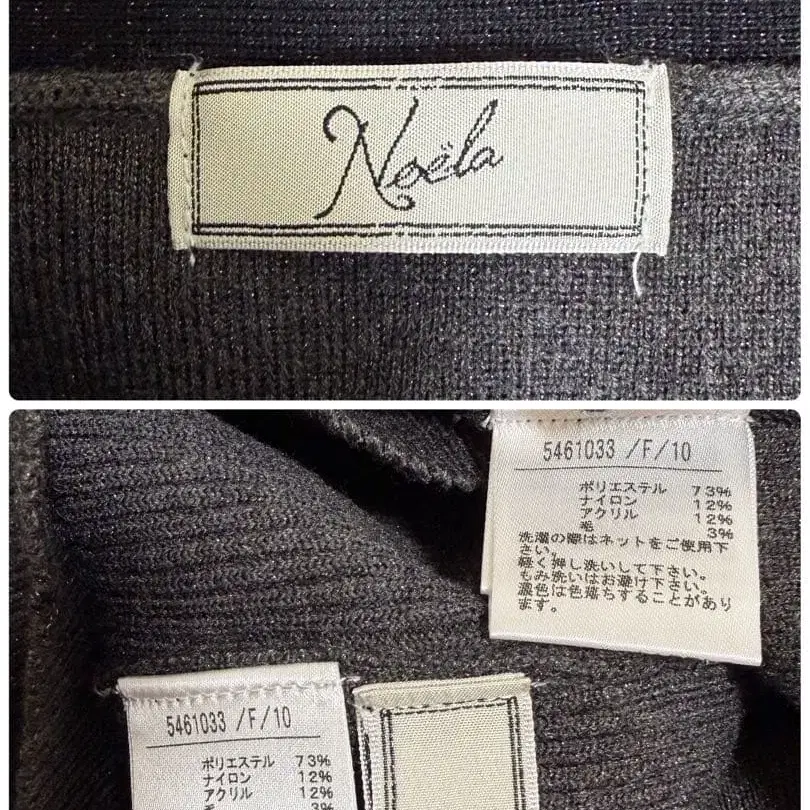 Noëla
5461033 /F/10
ポリエステル 73%
ナイロン 12%
アクリル 12%
毛 3%
洗濯の際はネットをご使用下
さい。
軽く押し洗いして下さい。
もみ洗いはお避け下さい。
濃色は色落ちすることがあり
ます。
5461033 /F/10
ポリエステル 73%
ナイロン 12%
アクリル 12%
毛 3%